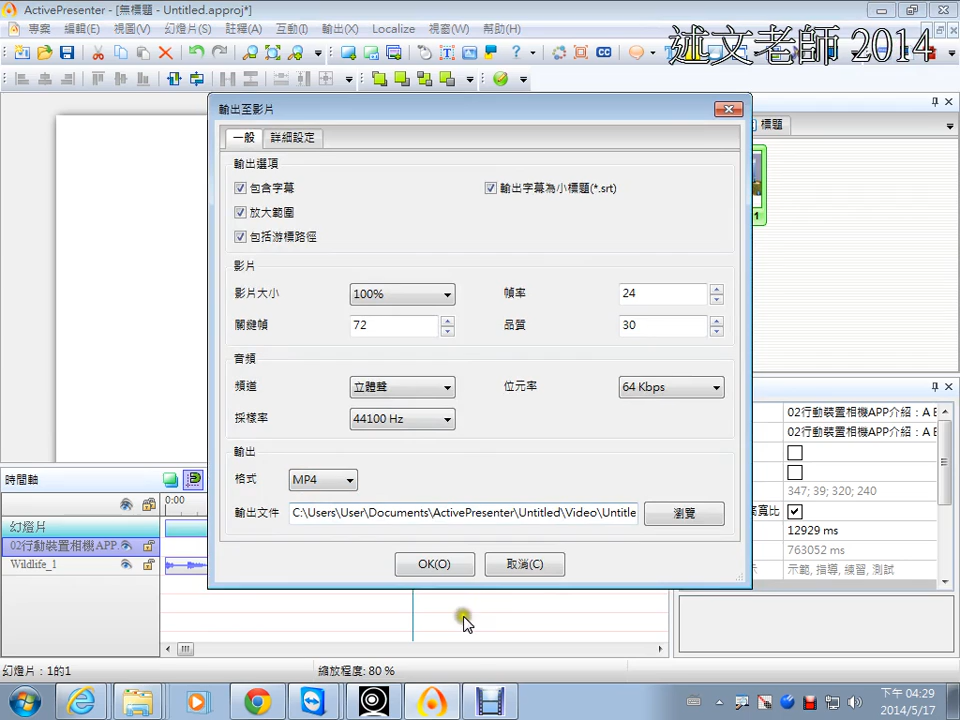 ActivePresenter - [無標題 - Untitled.approj*]
專案 編輯(E) 視圖(V) 幻燈片(S) 註釋(A) 互動(I) 輸出(X) Localize 視窗(W) 幫助(H)
述文老師 2014
標題
1
輸出至影片
一般 詳細設定
輸出選項
包含字幕 輸出字幕為小標題(*.srt)
放大範圍
包括游標路徑
影片
影片大小 100% 幀率 24
關鍵幀 72 品質 30
音頻
頻道 立體聲 位元率 64 Kbps
採樣率 44100 Hz
輸出
格式 MP4
輸出文件 C:\Users\User\Documents\ActivePresenter\Untitled\Video\Untitle 瀏覽
OK(O) 取消(C)
02行動裝置相機APP介紹：A E
02行動裝置相機APP介紹：A E
347; 39; 320; 240
寬比
12929 ms
763052 ms
示範, 指導, 練習, 測試
時間軸
0:00
幻燈片
02行動裝置相機APP
Wildlife_1
幻燈片：1的1 縮放程度: 80 %
下午 04:29
2014/5/17